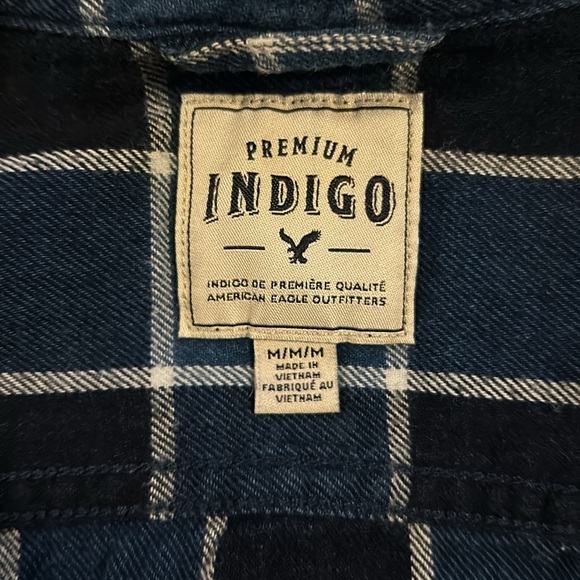 PREMIUM
INDIGO
INDIGO DE PREMIÈRE QUALITÉ
AMERICAN EAGLE OUTFITTERS
M/M/M
MADE IN
VIETNAM
FABRIQUÉ AU
VIETNAM